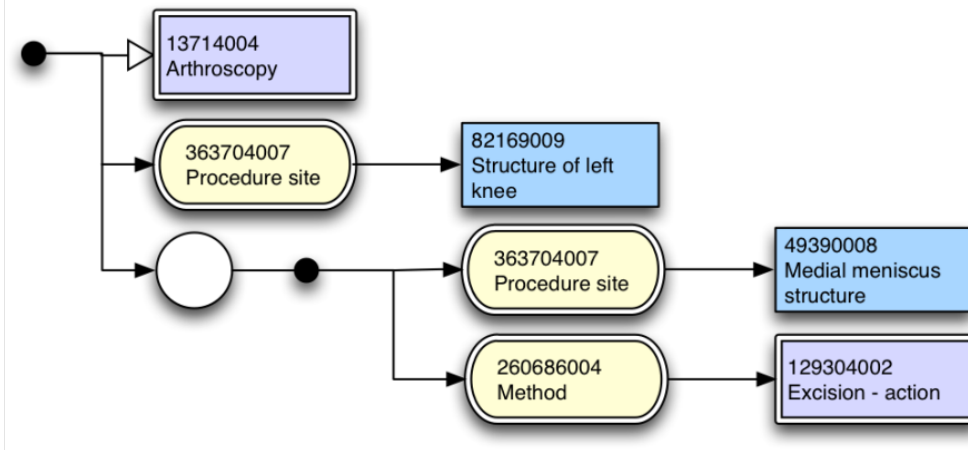 13714004
Arthroscopy
363704007
Procedure site
82169009
Structure of left
knee
363704007
Procedure site
49390008
Medial meniscus
structure
260686004
Method
129304002
Excision - action